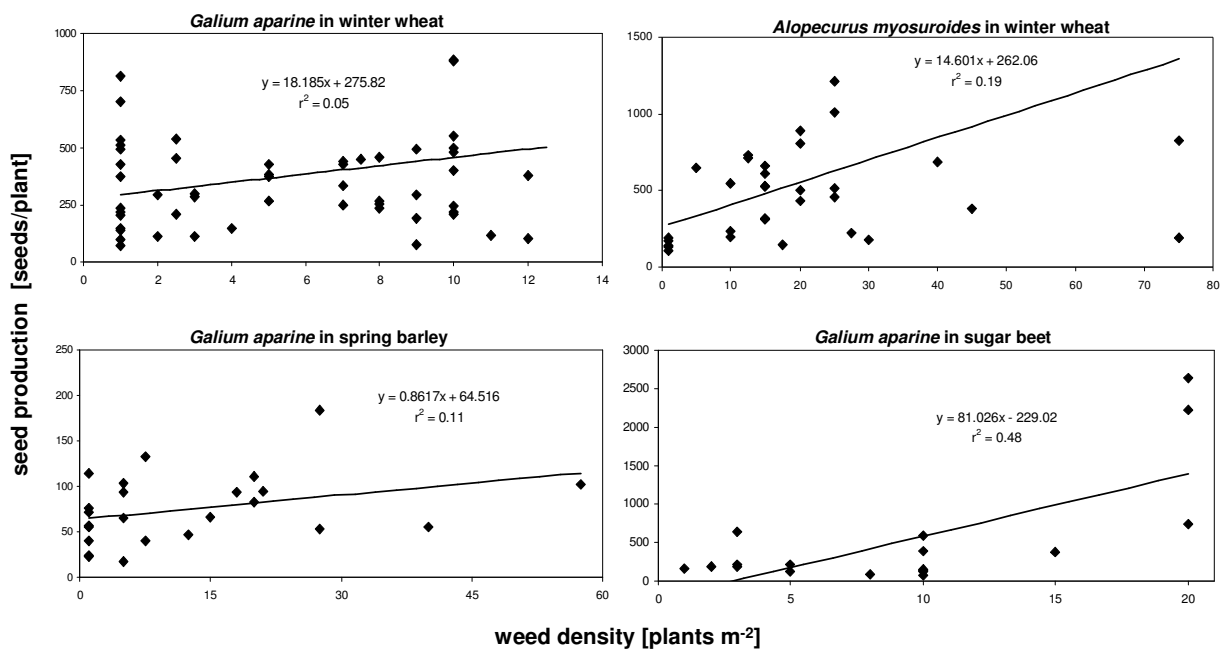 Galium aparine in winter wheat
1000
750
500
250
0
y = 18.185x + 275.82
r² = 0.05
0 2 4 6 8 10 12 14
Alopecurus myosuroides in winter wheat
1500
1000
500
0
y = 14.601x + 262.06
r² = 0.19
0 10 20 30 40 50 60 70 80
Galium aparine in spring barley
250
200
150
100
50
0
y = 0.8617x + 64.516
r² = 0.11
0 15 30 45 60
Galium aparine in sugar beet
3000
2500
2000
1500
1000
500
0
y = 81.026x - 229.02
r² = 0.48
0 5 10 15 20
seed production [seeds/plant]
weed density [plants m⁻²]